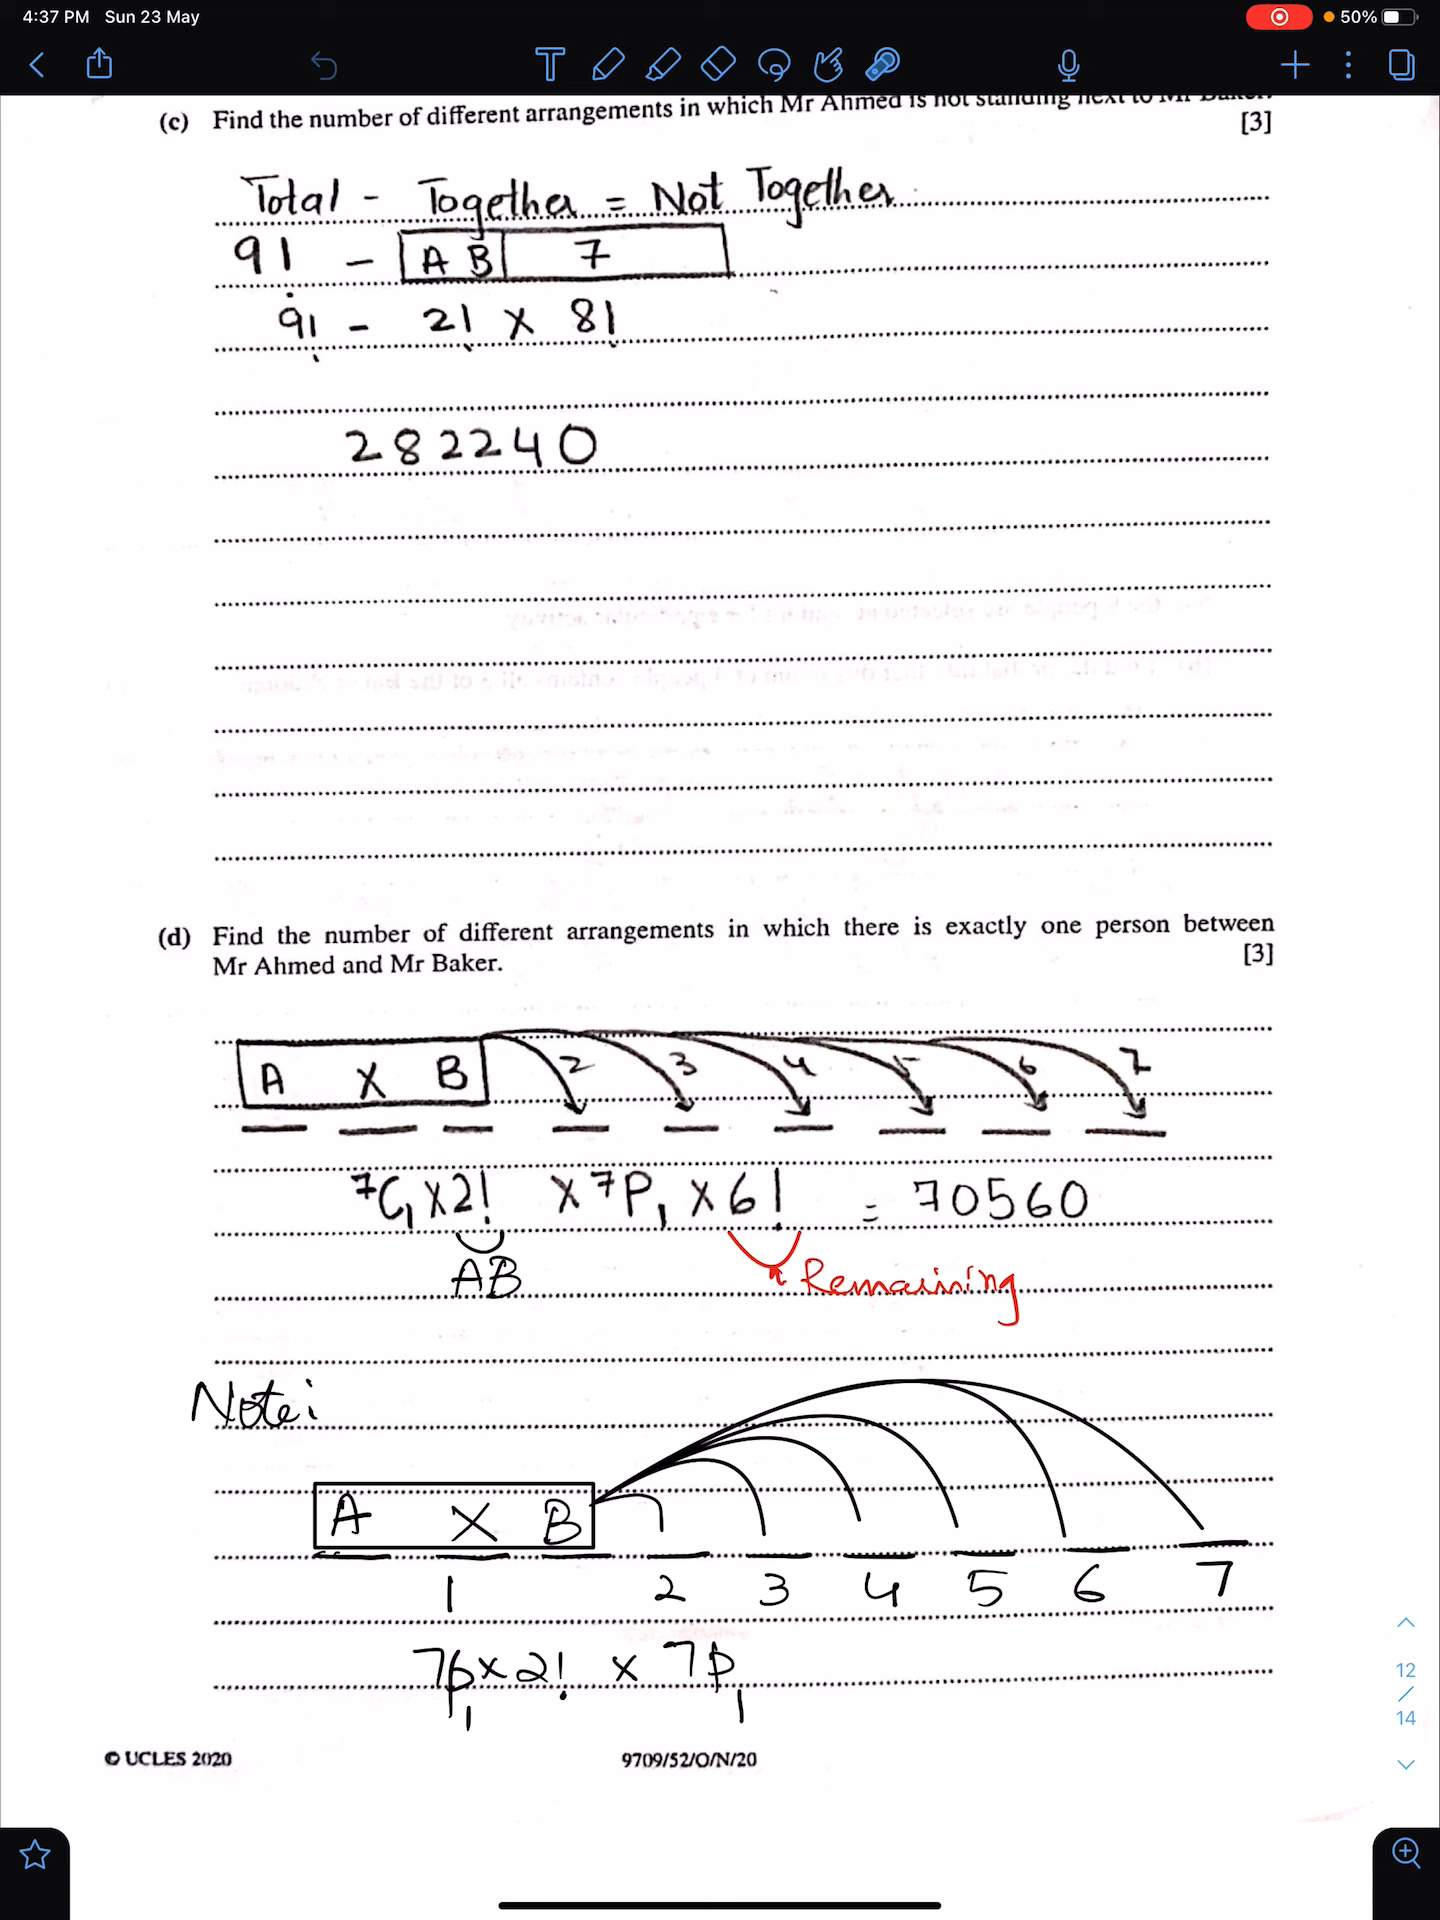 4:37 PM Sun 23 May 50%
(c) Find the number of different arrangements in which Mr Ahmed is not standing next to Mr Baker.
[3]
Total - Together = Not Together
9! - A B 7
9! - 2! × 8!
282240
(d) Find the number of different arrangements in which there is exactly one person between
Mr Ahmed and Mr Baker. [3]
A X B 2 3 4 5 6 7
7C1 × 2! × 7P1 × 6! = 70560
AB Remaining
Note:
A X B
1 2 3 4 5 6 7
7P1 × 2! × 7P1
12
/
14
© UCLES 2020 9709/52/O/N/20